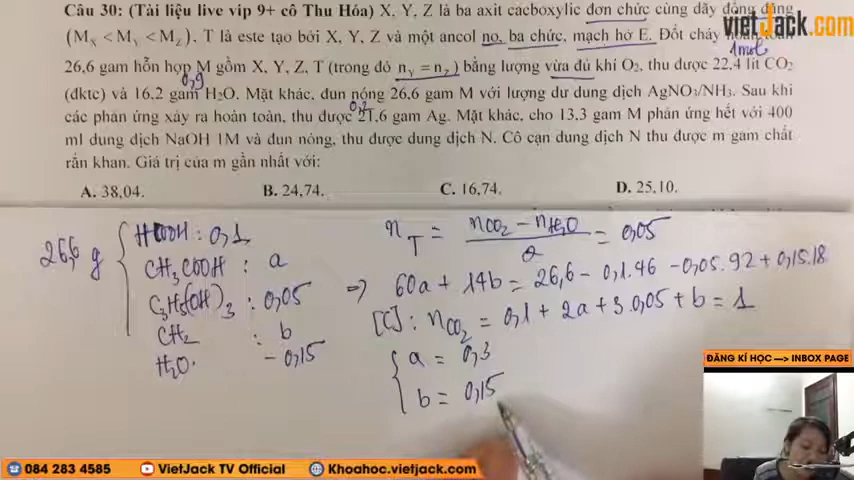 Câu 30: (Tài liệu live vip 9+ cô Thu Hóa) X, Y, Z là ba axit cacboxylic đơn chức cùng dãy đồng đẳng
vietJack.com
(Mx < MY < MZ), T là este tạo bởi X, Y, Z và một ancol no, ba chức, mạch hở E. Đốt cháy hoàn toàn
1mol
26,6 gam hỗn hợp M gồm X, Y, Z, T (trong đó nY = nZ) bằng lượng vừa đủ khí O2, thu được 22,4 lít CO2
0,9
(đktc) và 16,2 gam H2O. Mặt khác, đun nóng 26,6 gam M với lượng dư dung dịch AgNO3/NH3. Sau khi
0,2
các phản ứng xảy ra hoàn toàn, thu được 21,6 gam Ag. Mặt khác, cho 13,3 gam M phản ứng hết với 400
ml dung dịch NaOH 1M và đun nóng, thu được dung dịch N. Cô cạn dung dịch N thu được m gam chất
rắn khan. Giá trị của m gần nhất với:
A. 38,04. B. 24,74. C. 16,74. D. 25,10.
26,6 g
HCOOH : 0,1
CH3COOH : a
C3H5(OH)3 : 0,05
CH2 : b
H2O. - 0,15
nT = nCO2 - nH2O / 2 = 0,05
=> 60a + 14b = 26,6 - 0,1.46 - 0,05.92 + 0,15.18
[C] : nCO2 = 0,1 + 2a + 3.0,05 + b = 1
a = 0,3
b = 0,15
ĐĂNG KÍ HỌC —> INBOX PAGE
084 283 4585 VietJack TV Official Khoahoc.vietjack.com